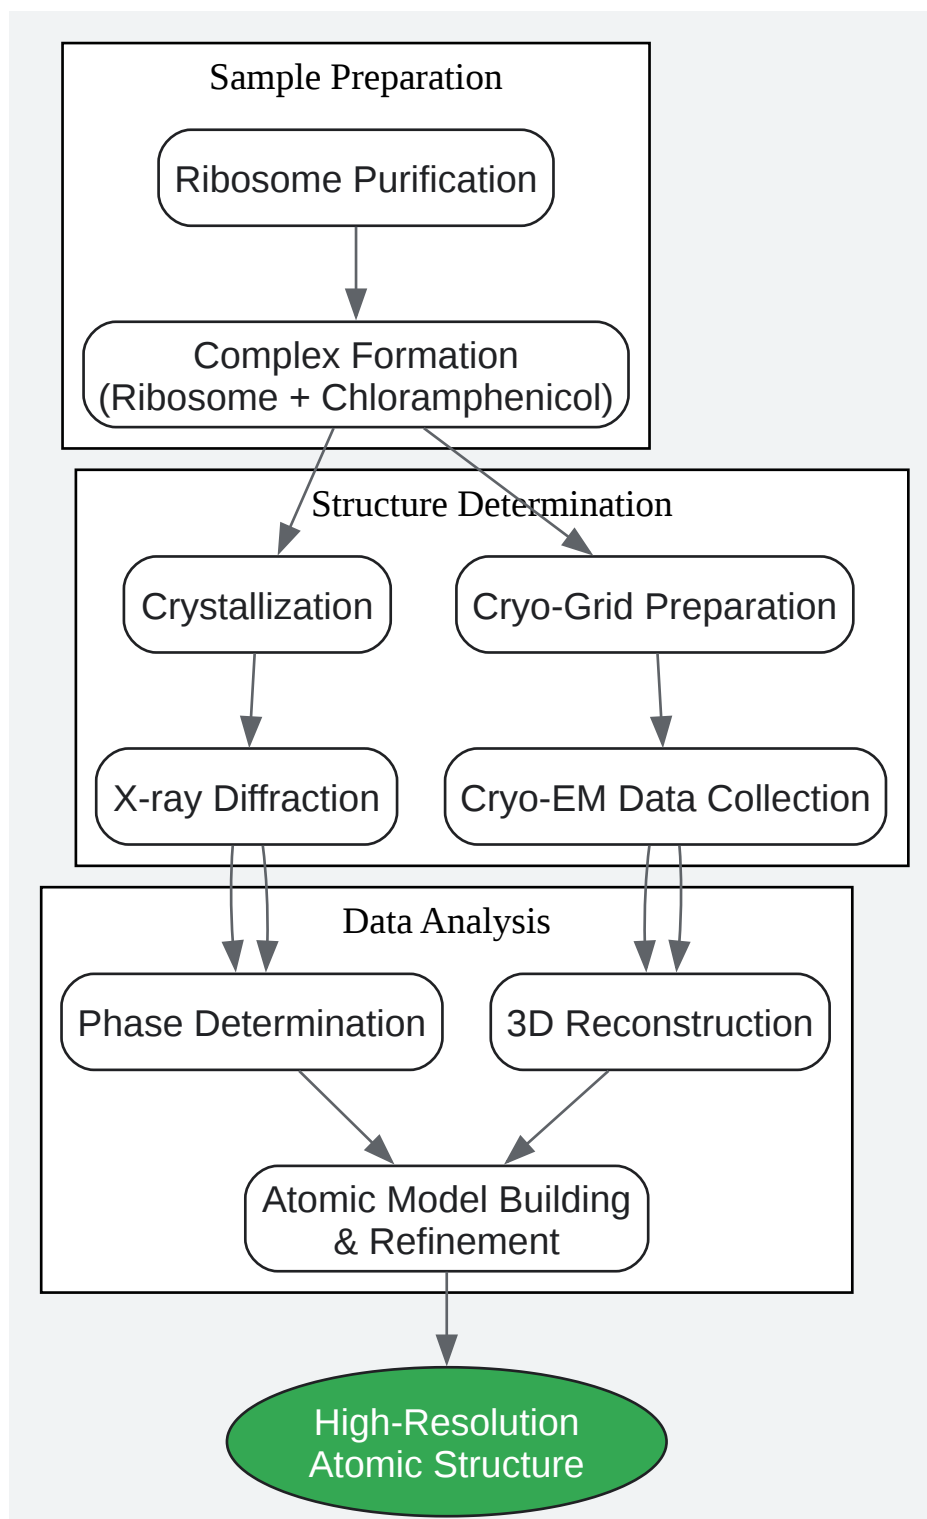 Sample Preparation
Ribosome Purification
Complex Formation
(Ribosome + Chloramphenicol)
Structure Determination
Crystallization
Cryo-Grid Preparation
X-ray Diffraction
Cryo-EM Data Collection
Data Analysis
Phase Determination
3D Reconstruction
Atomic Model Building
& Refinement
High-Resolution
Atomic Structure